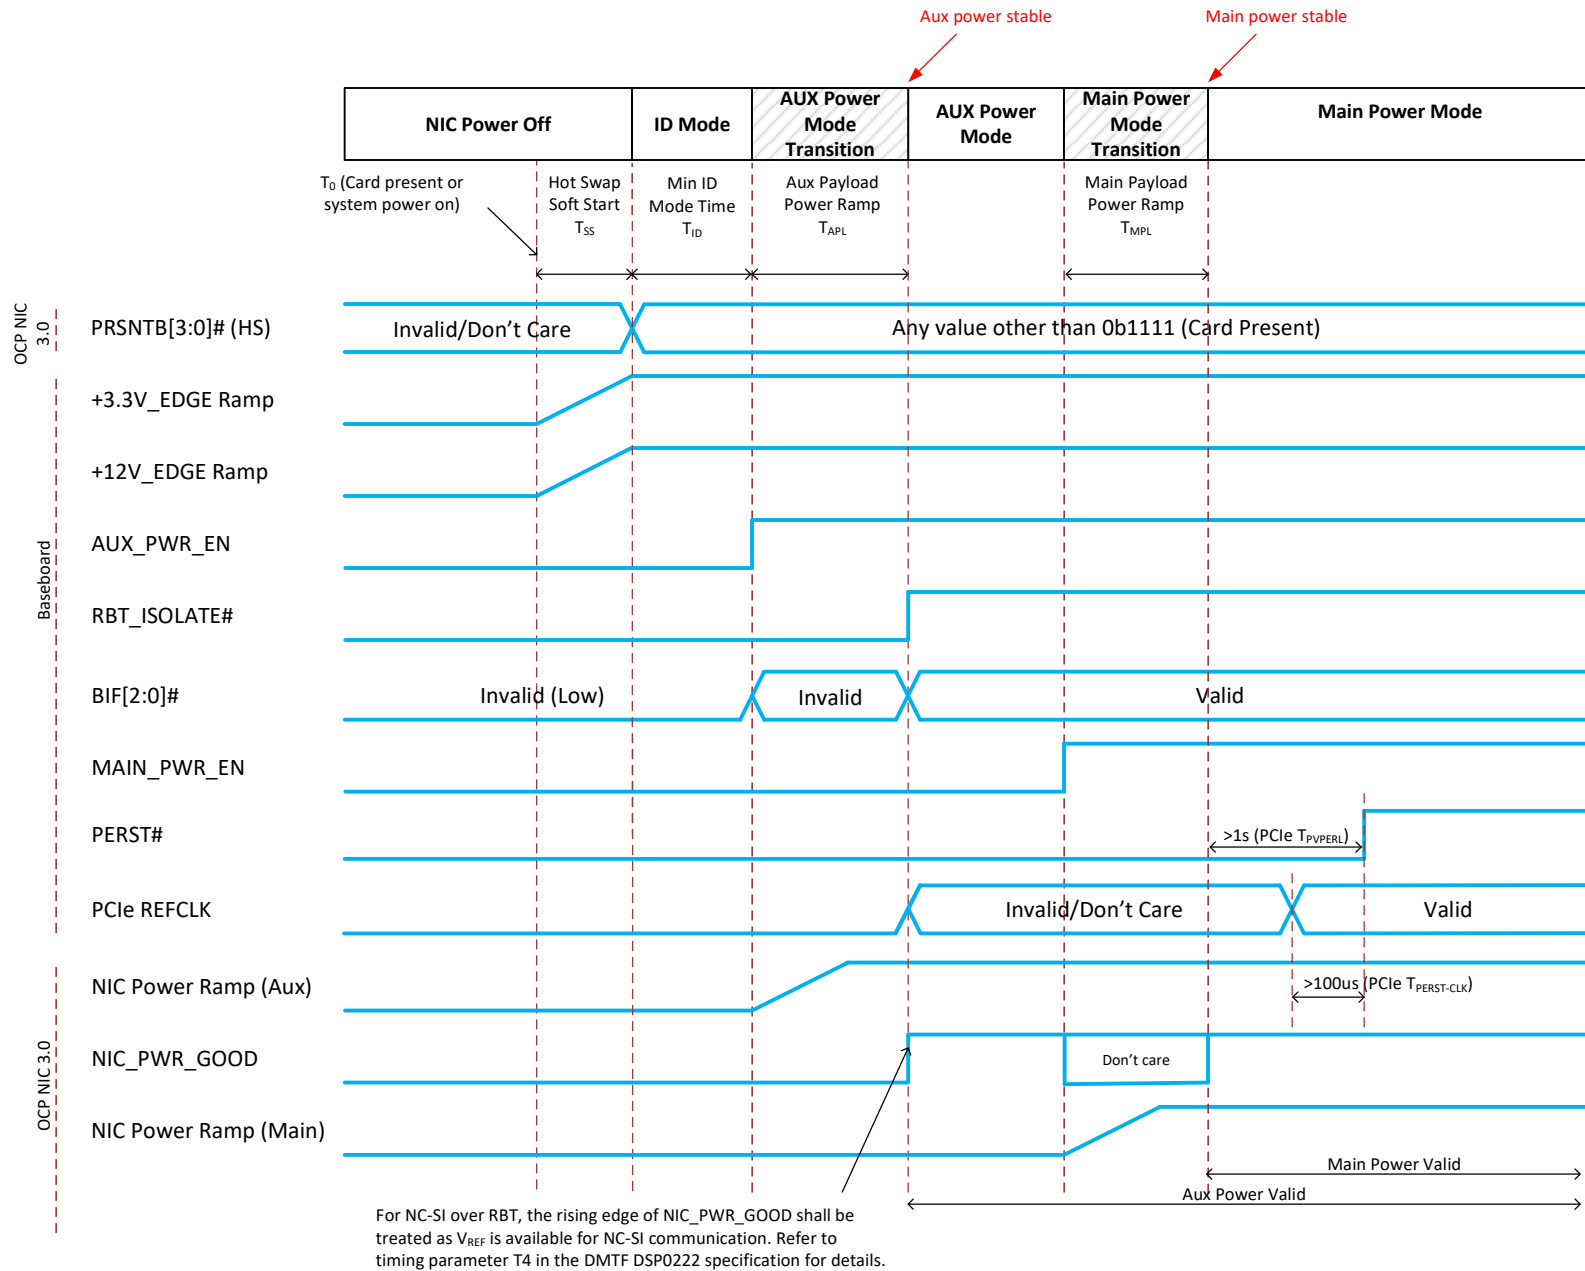 Aux power stable
Main power stable
NIC Power Off
ID Mode
AUX Power
Mode
Transition
AUX Power
Mode
Main Power
Mode
Transition
Main Power Mode
T0 (Card present or
system power on)
Hot Swap
Soft Start
TSS
Min ID
Mode Time
TID
Aux Payload
Power Ramp
TAPL
Main Payload
Power Ramp
TMPL
OCP NIC
3.0
PRSNTB[3:0]# (HS)
Invalid/Don't Care
Any value other than 0b1111 (Card Present)
Baseboard
+3.3V_EDGE Ramp
+12V_EDGE Ramp
AUX_PWR_EN
RBT_ISOLATE#
BIF[2:0]#
Invalid (Low)
Invalid
Valid
MAIN_PWR_EN
PERST#
>1s (PCIe TPVPERL)
PCIe REFCLK
Invalid/Don't Care
Valid
OCP NIC 3.0
NIC Power Ramp (Aux)
>100us (PCIe TPERST-CLK)
NIC_PWR_GOOD
Don't care
NIC Power Ramp (Main)
Main Power Valid
Aux Power Valid
For NC-SI over RBT, the rising edge of NIC_PWR_GOOD shall be
treated as VREF is available for NC-SI communication. Refer to
timing parameter T4 in the DMTF DSP0222 specification for details.